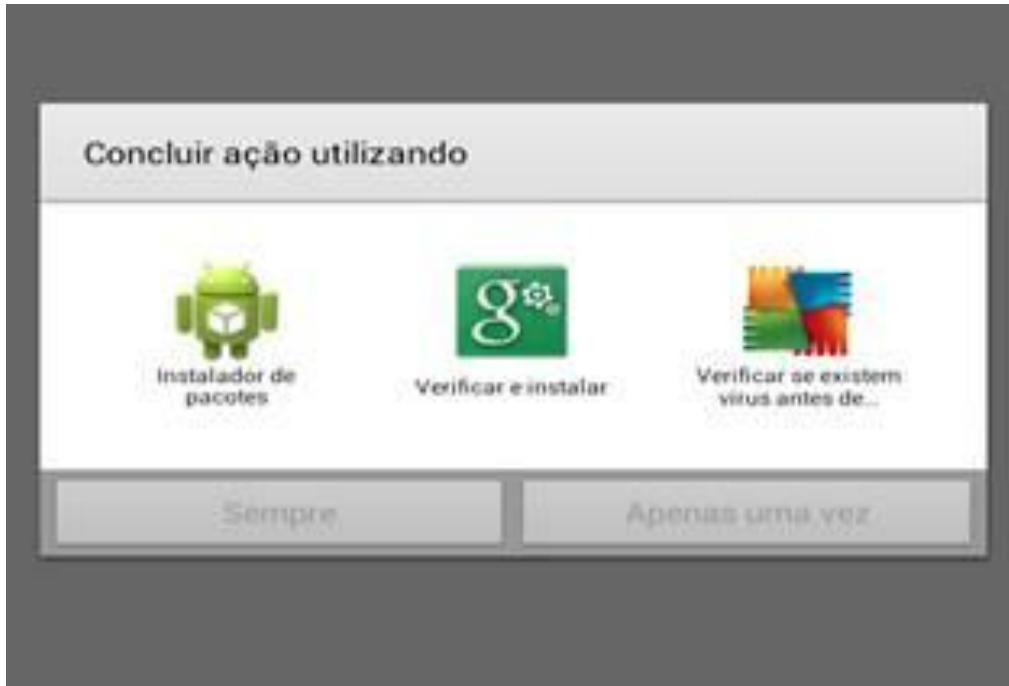 Concluir ação utilizando
Instalador de
pacotes
Verificar e instalar
Verificar se existem
vírus antes de...
Sempre
Apenas uma vez